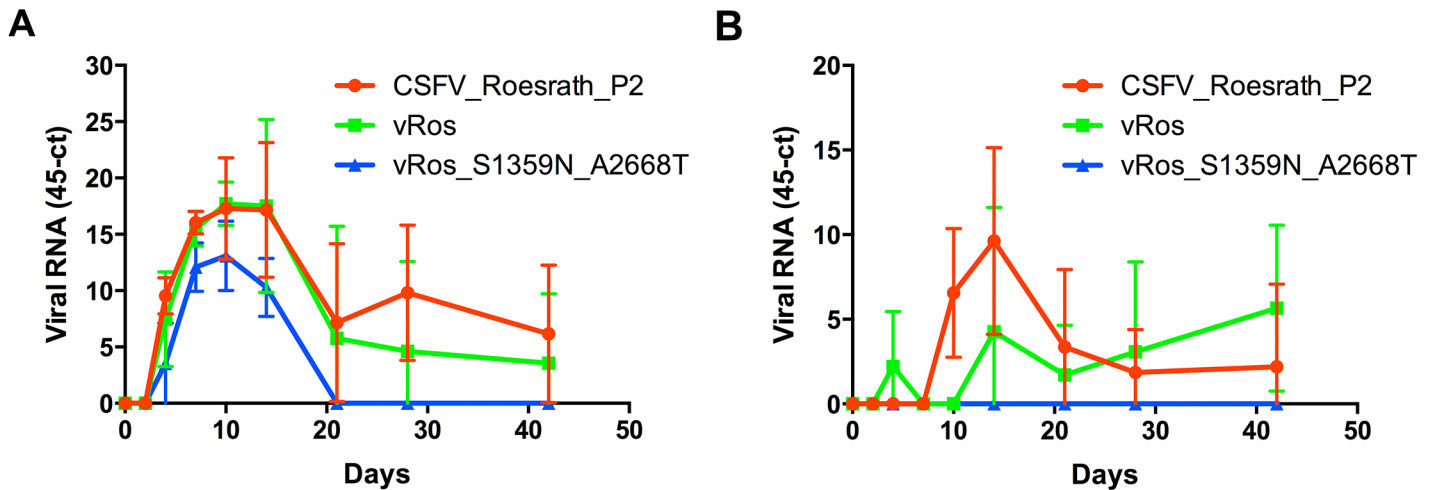 A
Viral RNA (45-ct)
30
25
20
15
10
5
0
0 10 20 30 40 50
Days
CSFV_Roesrath_P2
vRos
vRos_S1359N_A2668T
B
Viral RNA (45-ct)
20
15
10
5
0
0 10 20 30 40 50
Days
CSFV_Roesrath_P2
vRos
vRos_S1359N_A2668T